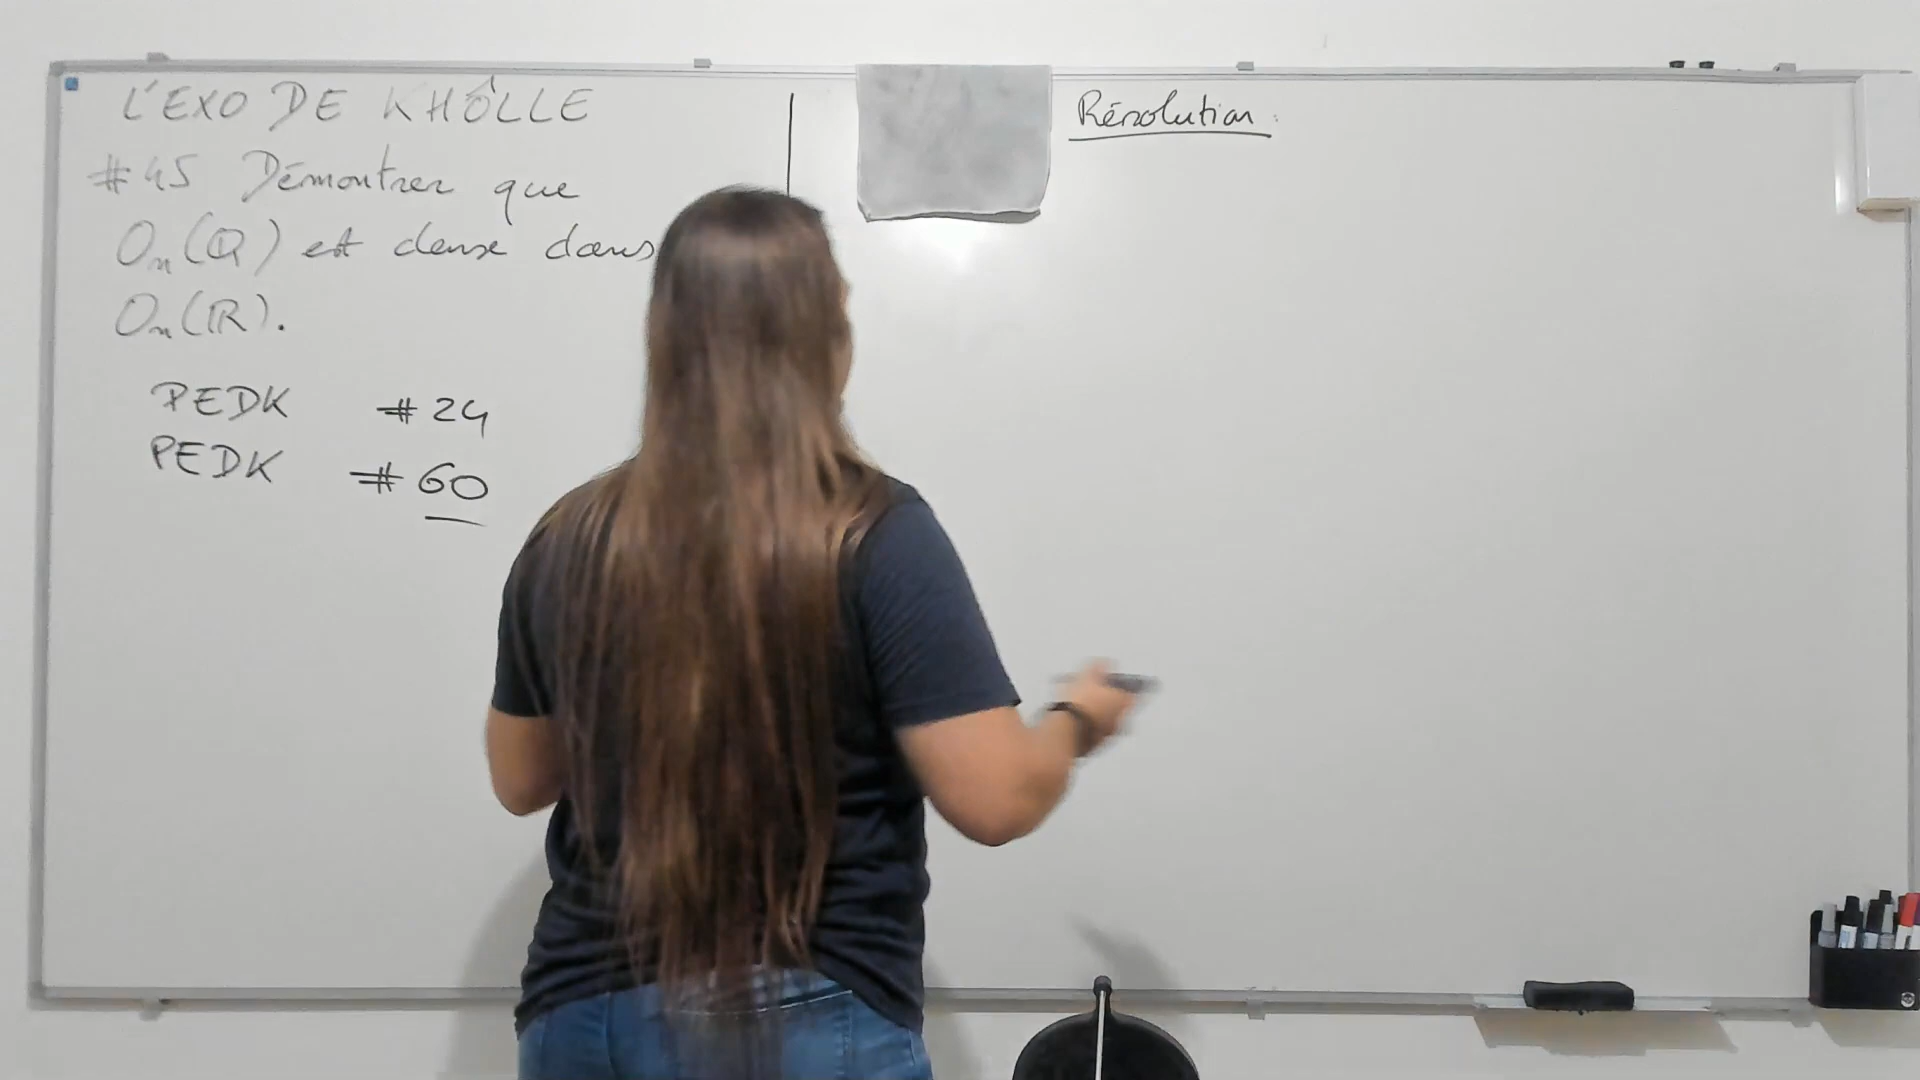 L'EXO DE KHÔLLE
#45 Démontrer que
On(Q) est dense dans
On(R).
PEDK #24
PEDK #60
Résolution: